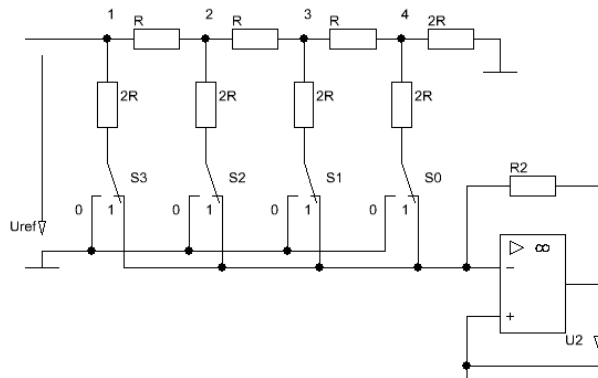 1 R 2 R 3 R 4 2R
2R 2R 2R 2R
S3 S2 S1 S0
R2
0 1 0 1 0 1 0 1
Uref
▷ ∞
−
+
U2